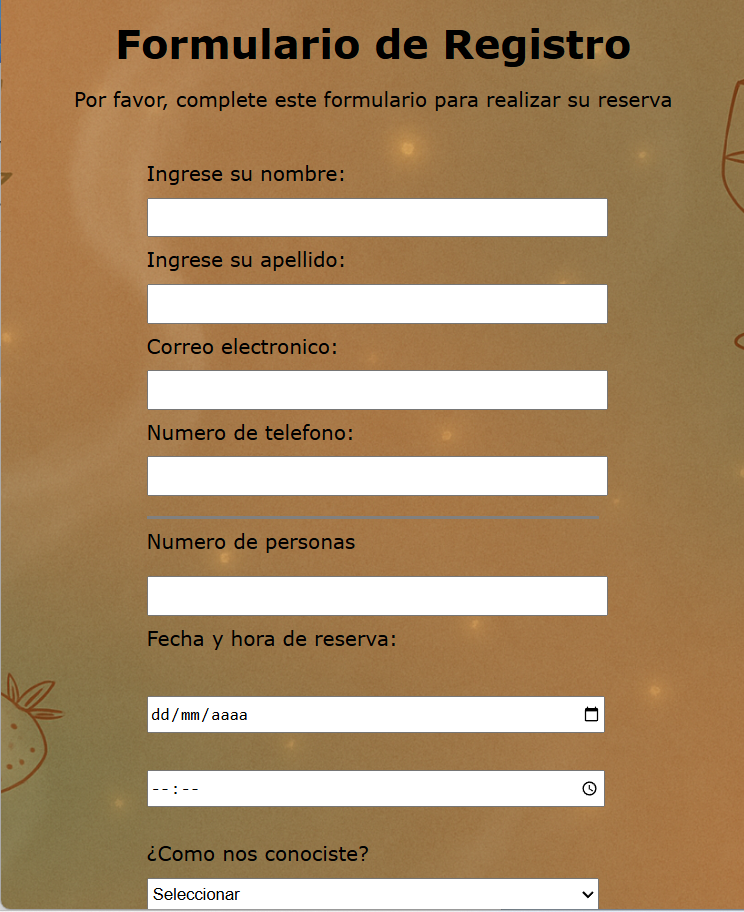 Formulario de Registro
Por favor, complete este formulario para realizar su reserva
Ingrese su nombre:
Ingrese su apellido:
Correo electronico:
Numero de telefono:
Numero de personas
Fecha y hora de reserva:
dd/mm/aaaa
--:--
¿Como nos conociste?
Seleccionar